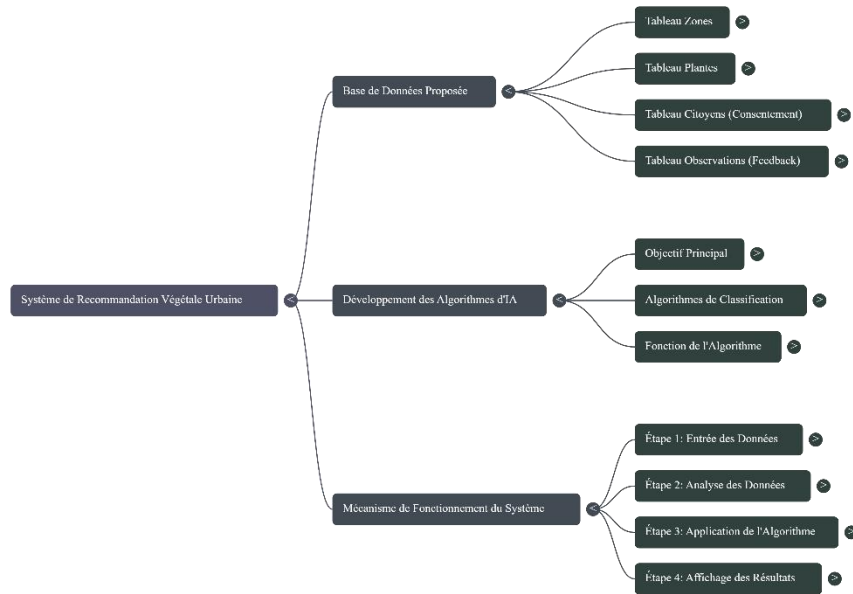 Système de Recommandation Végétale Urbaine
<
Base de Données Proposée
<
Tableau Zones
>
Tableau Plantes
>
Tableau Citoyens (Consentement)
>
Tableau Observations (Feedback)
>
Développement des Algorithmes d'IA
<
Objectif Principal
>
Algorithmes de Classification
>
Fonction de l'Algorithme
>
Mécanisme de Fonctionnement du Système
<
Étape 1: Entrée des Données
>
Étape 2: Analyse des Données
>
Étape 3: Application de l'Algorithme
>
Étape 4: Affichage des Résultats
>